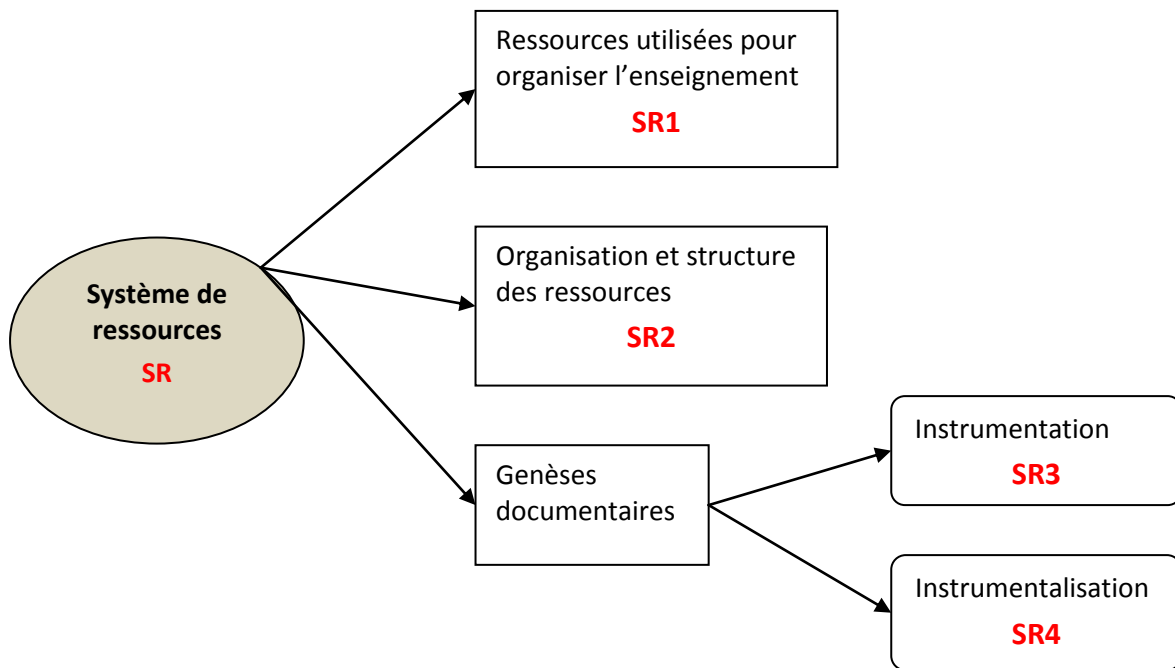 Ressources utilisées pour
organiser l’enseignement
SR1
Organisation et structure
des ressources
SR2
Système de
ressources
SR
Genèses
documentaires
Instrumentation
SR3
Instrumentalisation
SR4